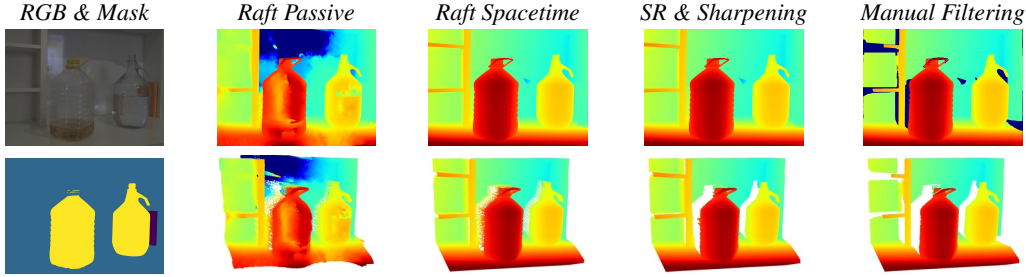 RGB & Mask
Raft Passive
Raft Spacetime
SR & Sharpening
Manual Filtering